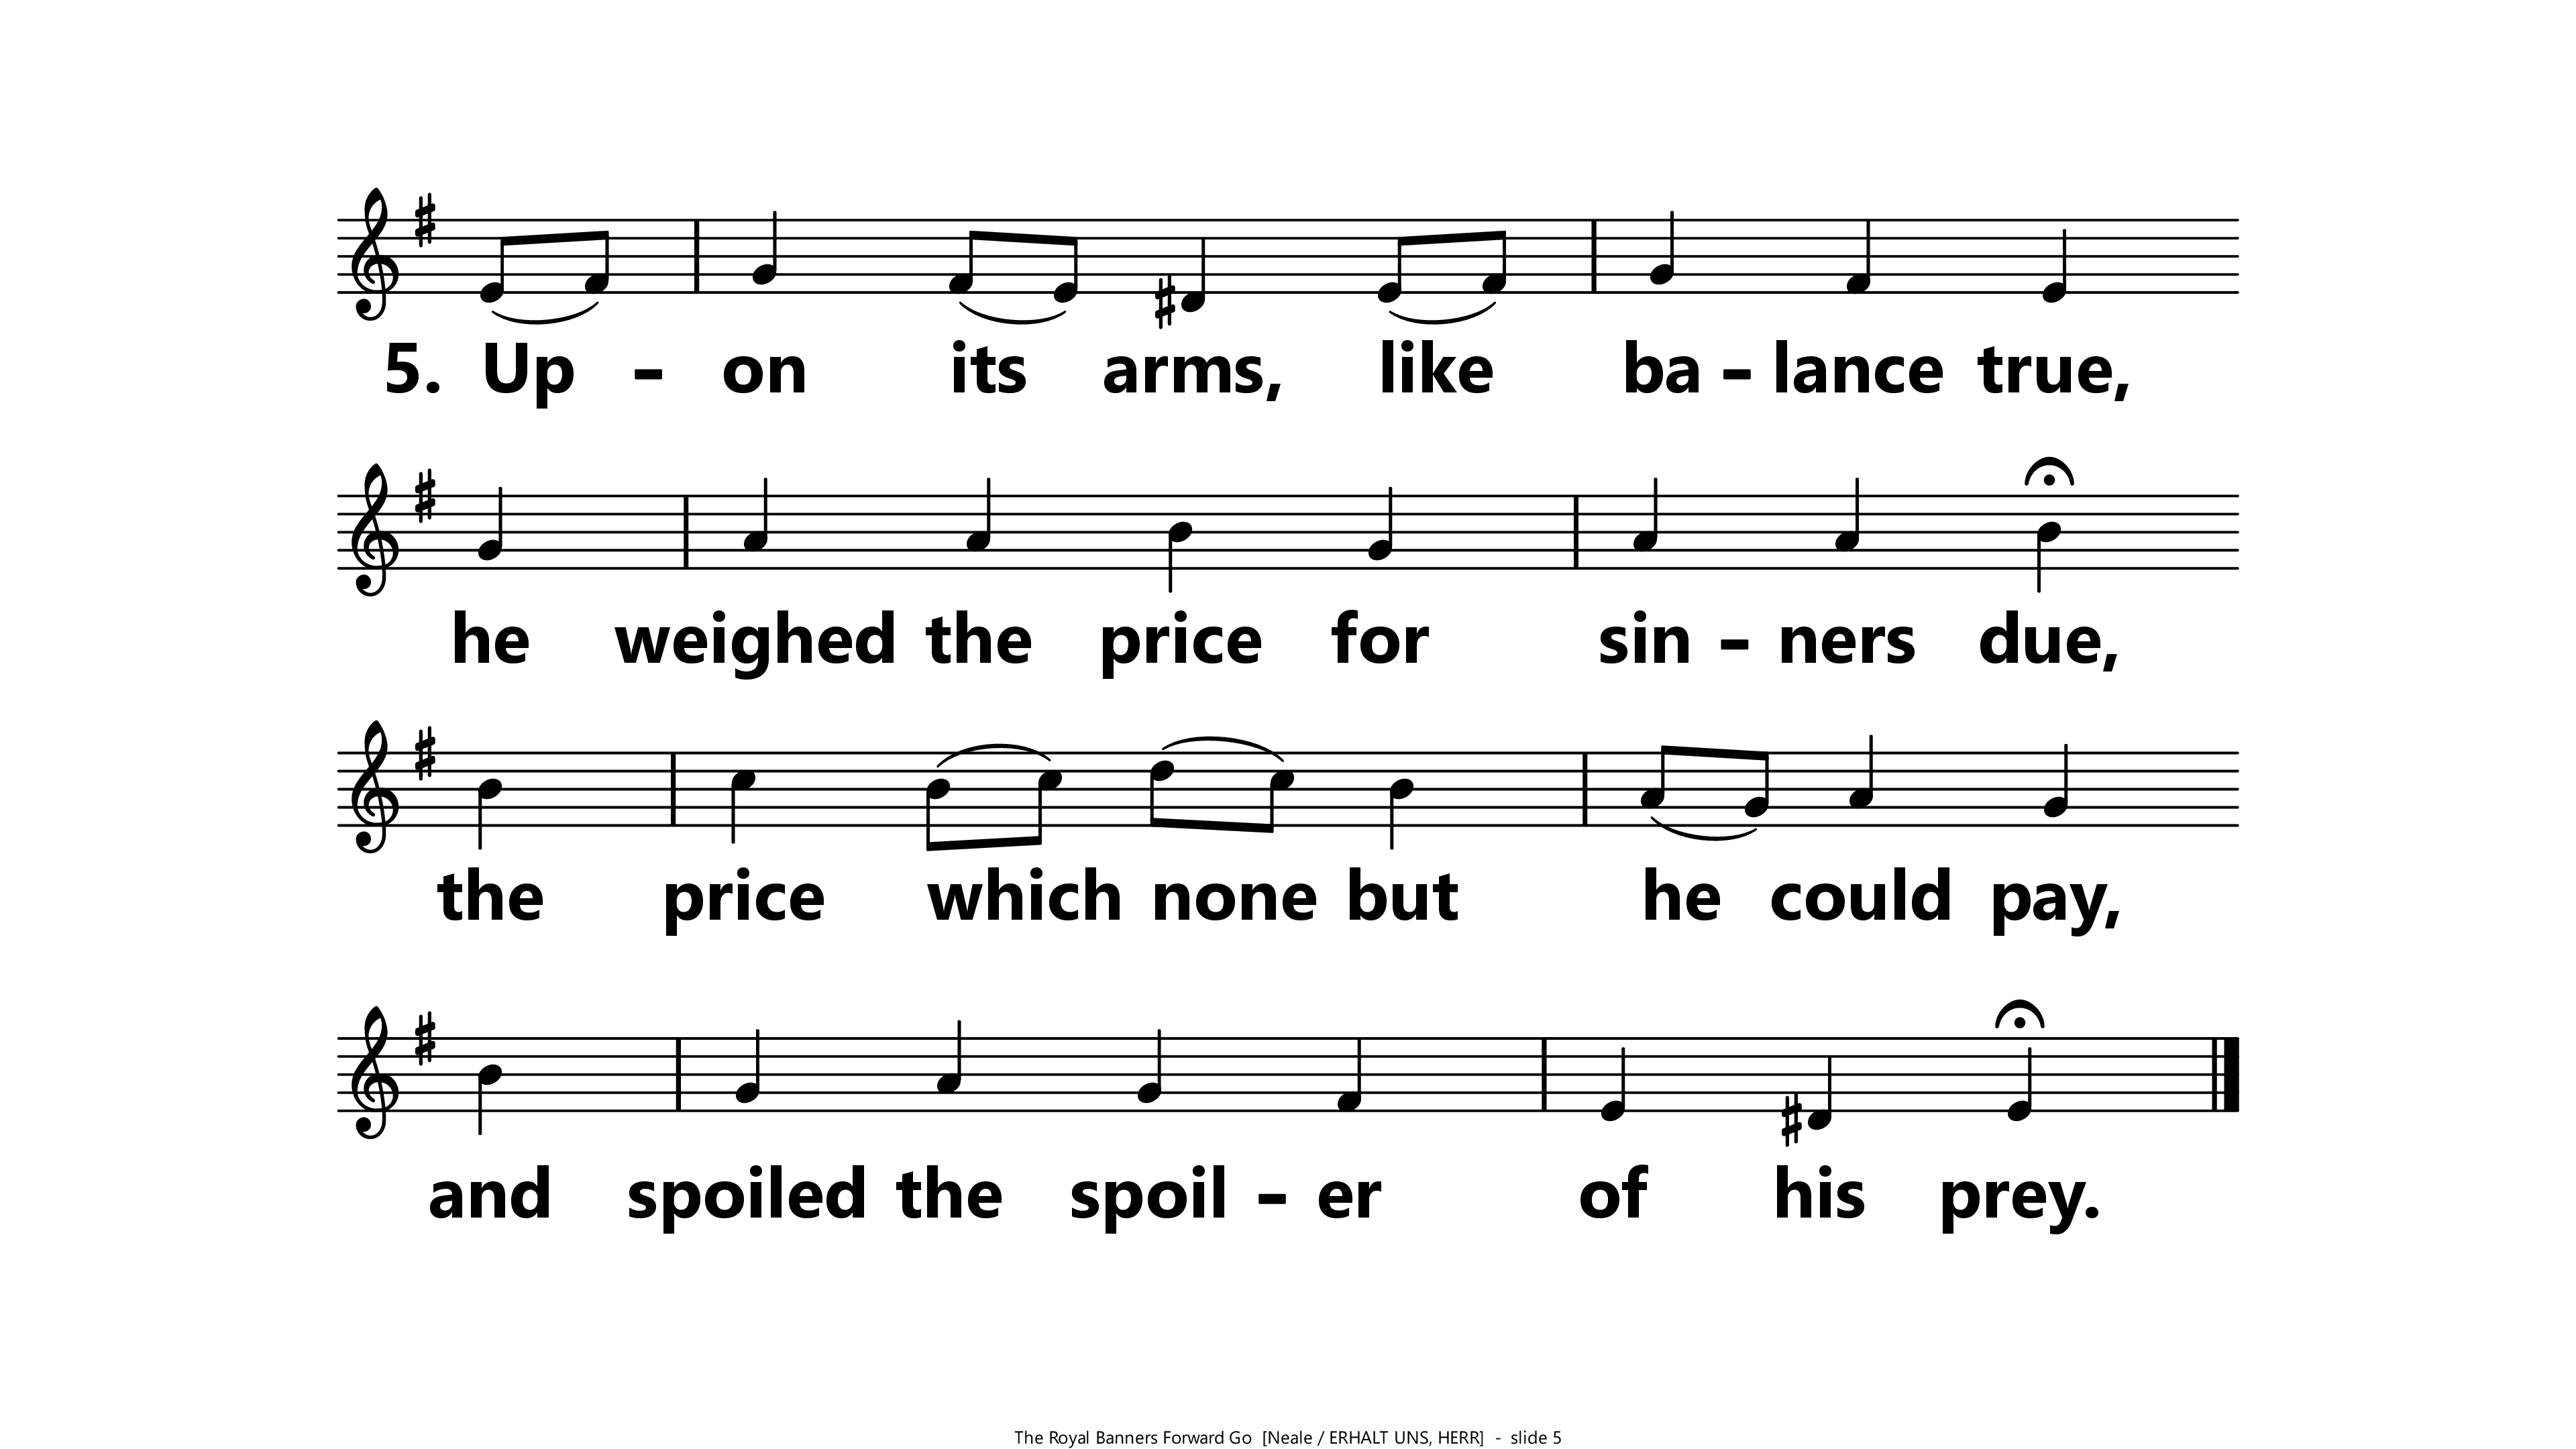 5. Up - on its arms, like ba - lance true,
he weighed the price for sin - ners due,
the price which none but he could pay,
and spoiled the spoil - er of his prey.
The Royal Banners Forward Go [Neale / ERHALT UNS, HERR] - slide 5